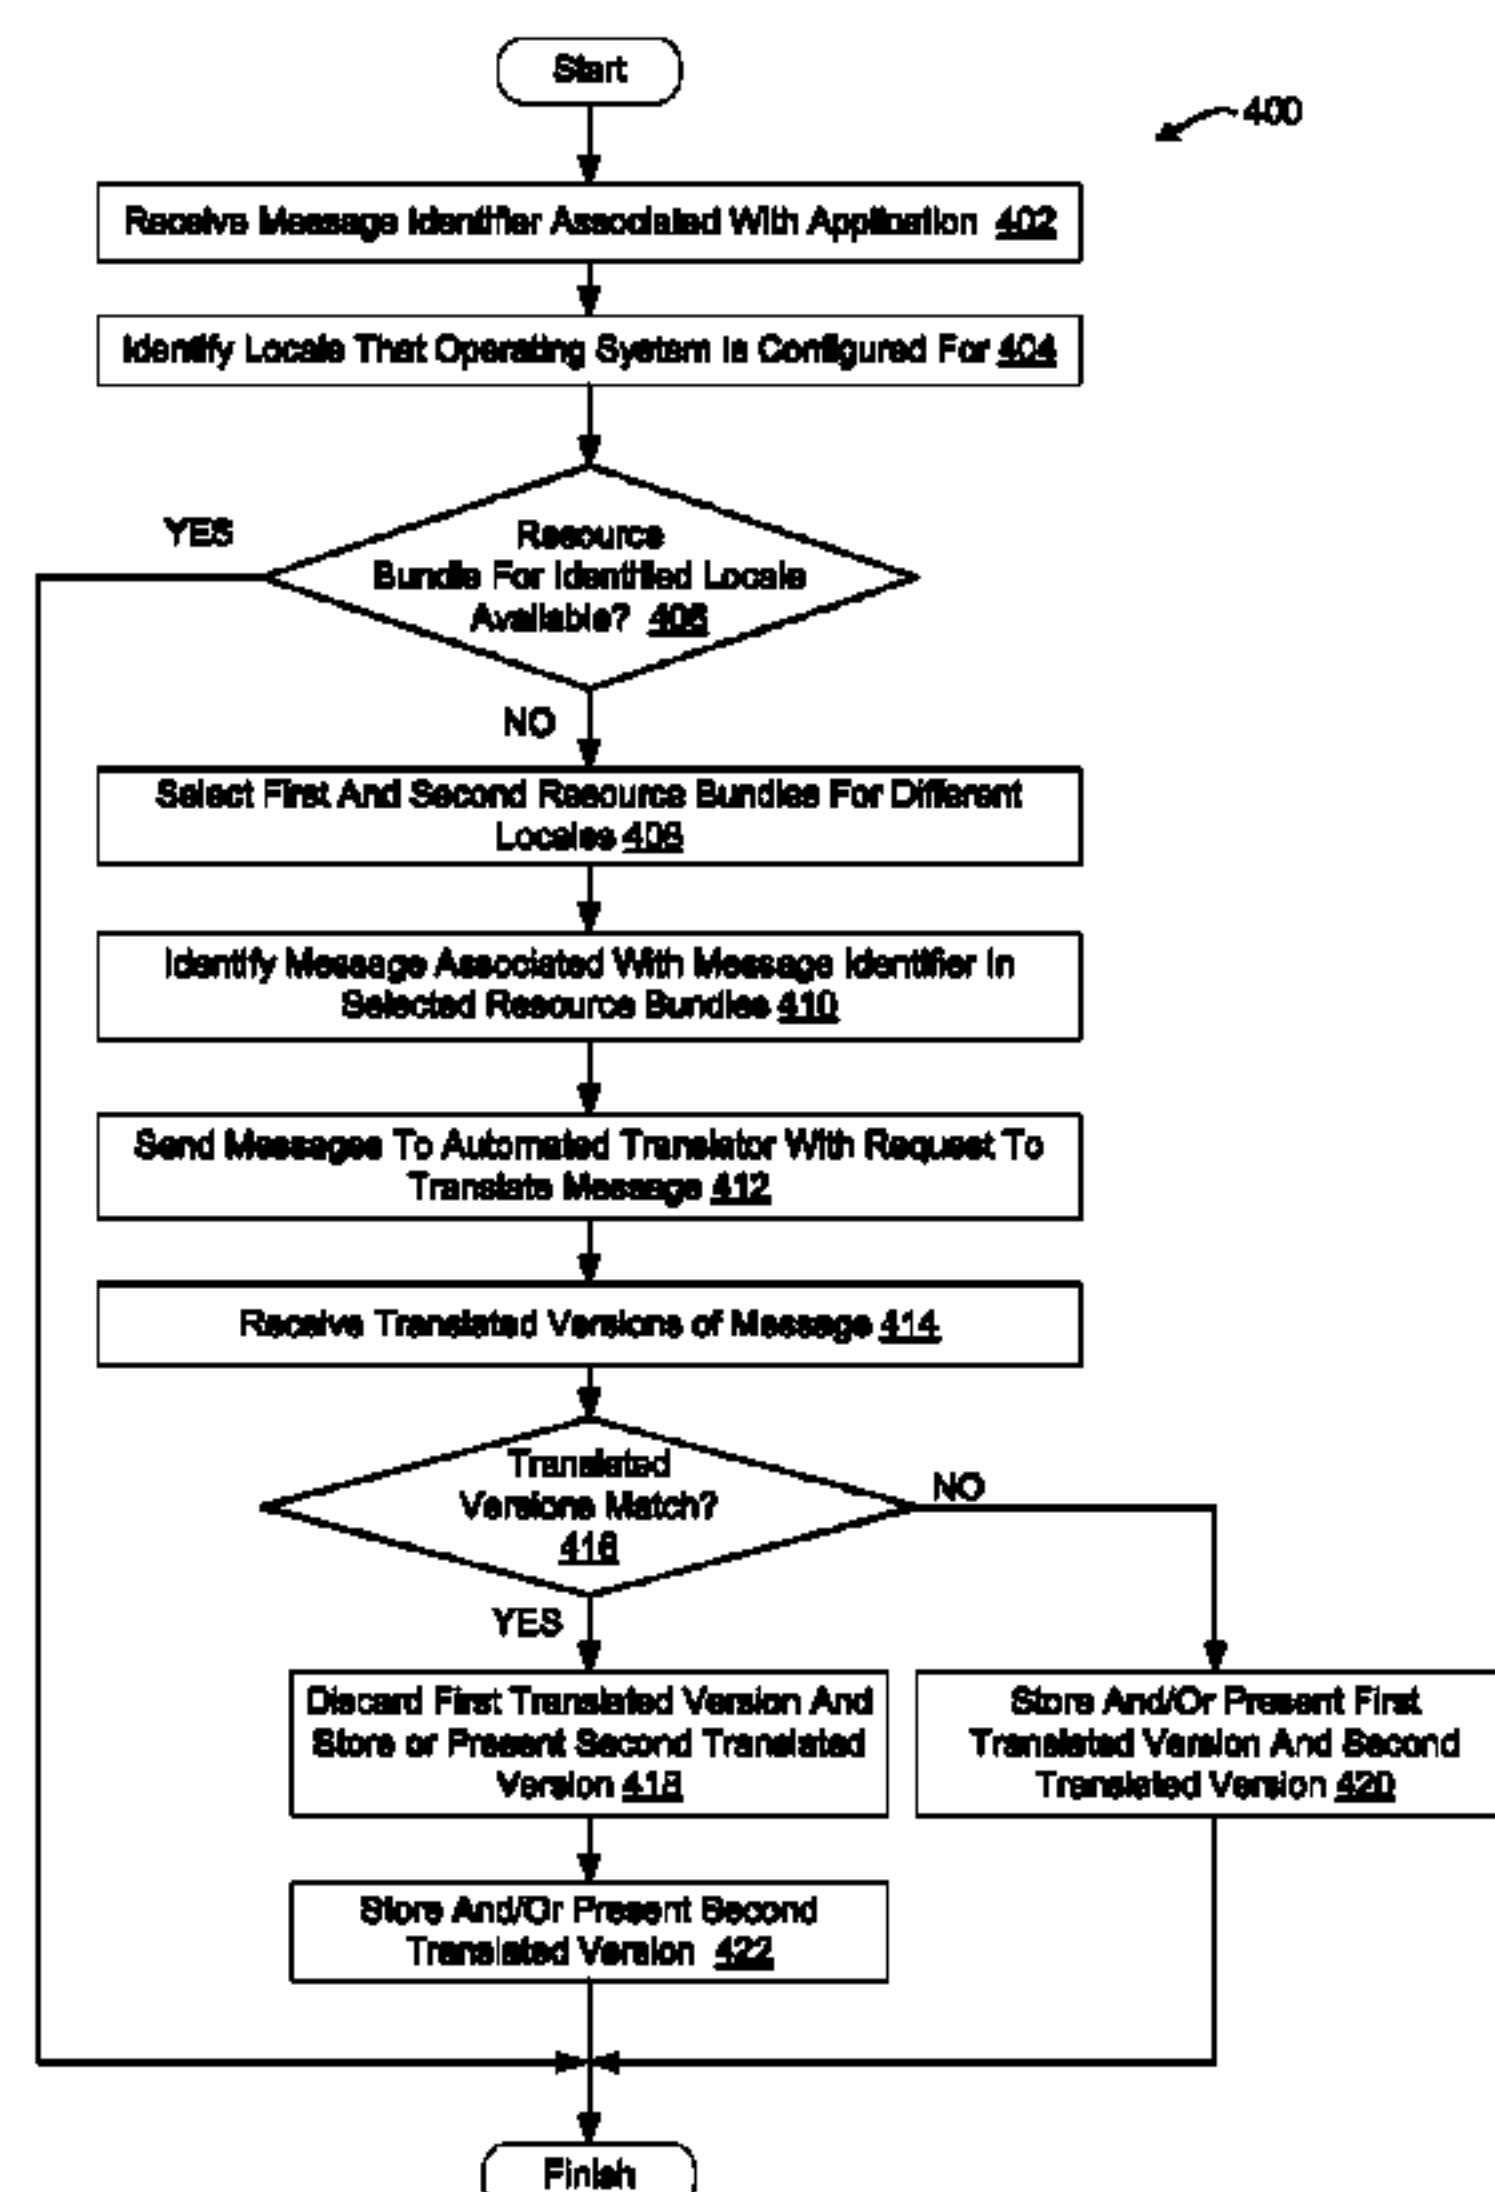 Start
400
Receive Message Identifier Associated With Application 402
Identify Locale That Operating System Is Configured For 404
YES
Resource
Bundle For Identified Locale
Available? 406
NO
Select First And Second Resource Bundles For Different
Locales 408
Identify Message Associated With Message Identifier In
Selected Resource Bundles 410
Send Messages To Automated Translator With Request To
Translate Message 412
Receive Translated Versions of Message 414
Translated
Versions Match?
416
NO
YES
Discard First Translated Version And
Store or Present Second Translated
Version 418
Store And/Or Present First
Translated Version And Second
Translated Version 420
Store And/Or Present Second
Translated Version 422
Finish